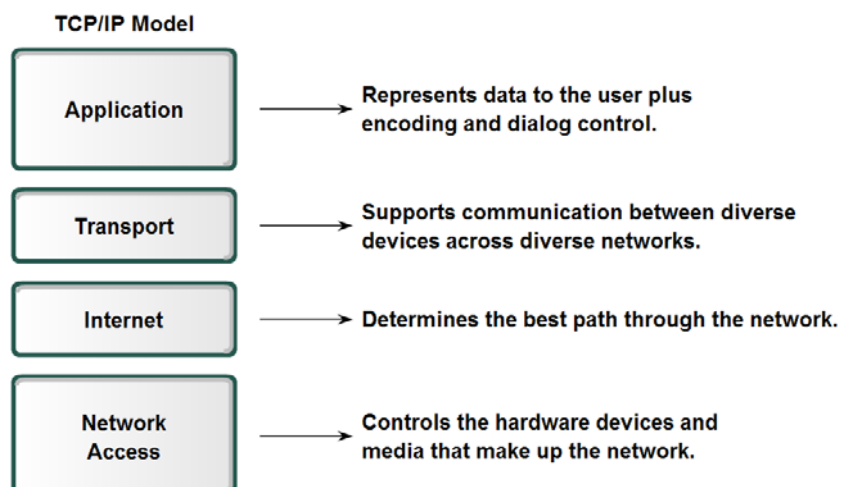 TCP/IP Model
Application
Represents data to the user plus
encoding and dialog control.
Transport
Supports communication between diverse
devices across diverse networks.
Internet
Determines the best path through the network.
Network
Access
Controls the hardware devices and
media that make up the network.